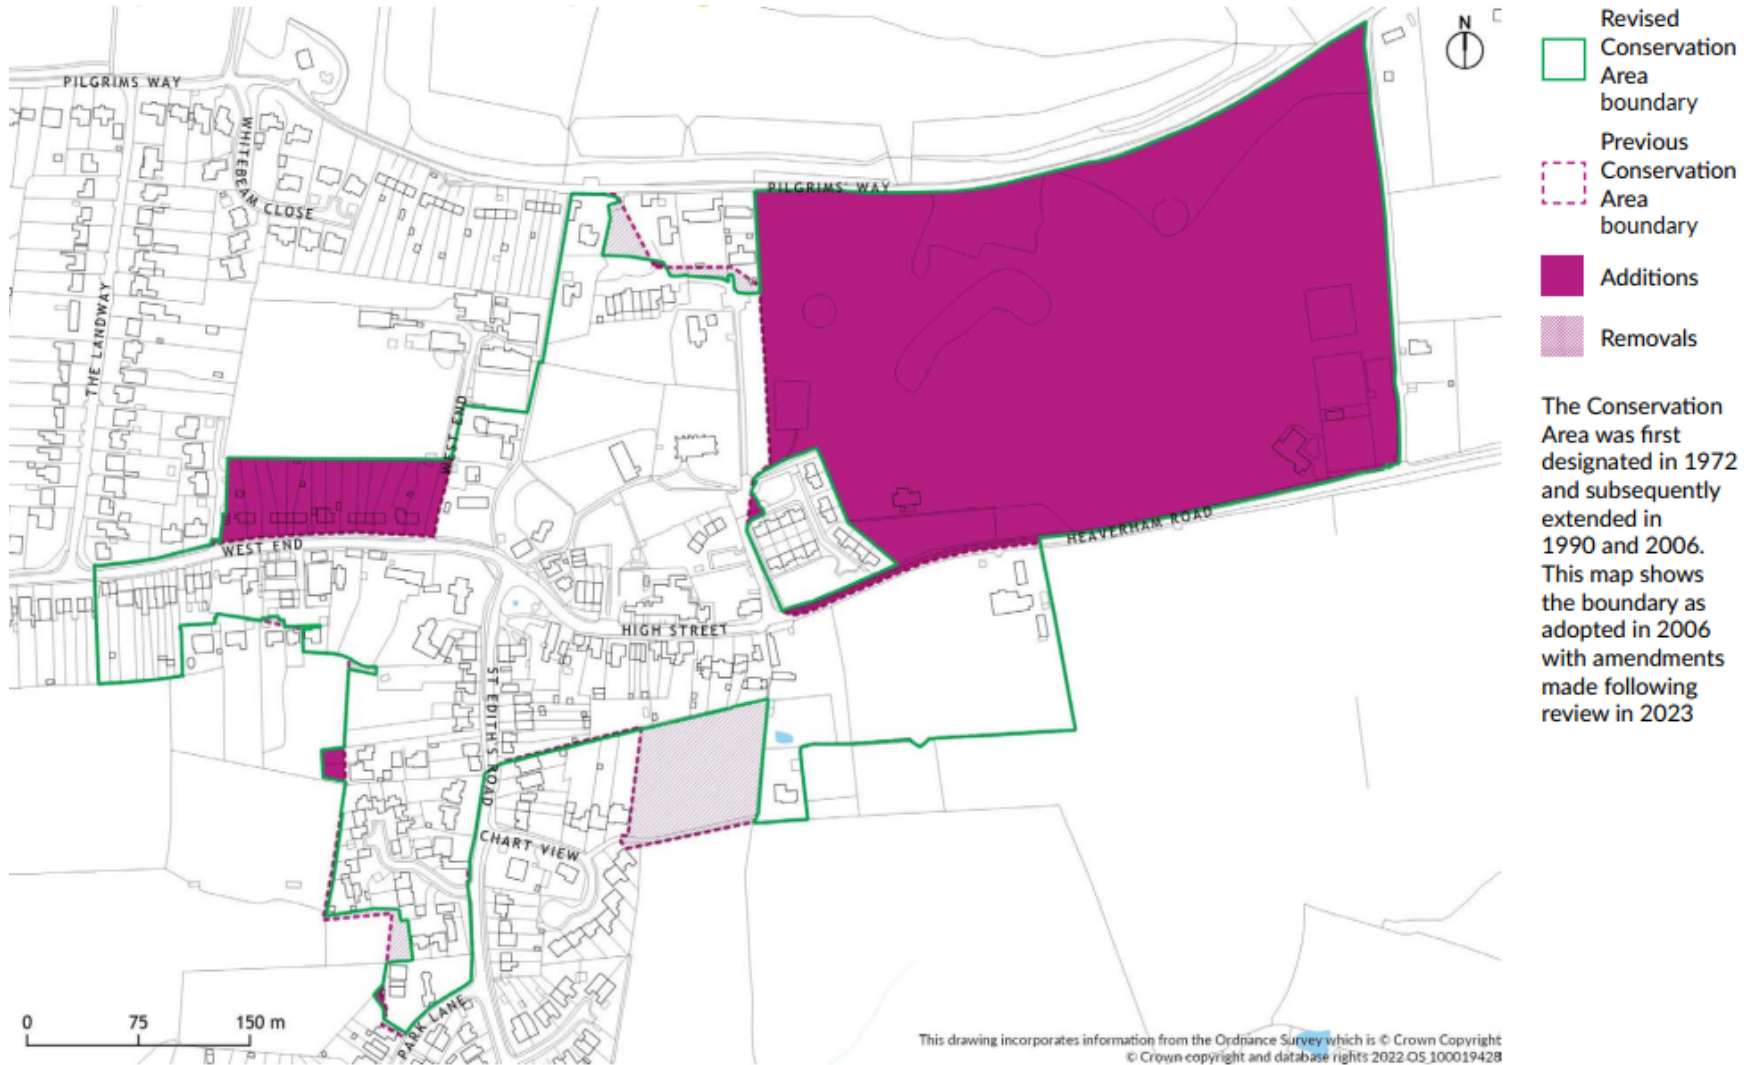 PILGRIMS WAY
WHITEBEAM CLOSE
PILGRIMS' WAY
THE LANDWAY
WEST END
WEST END
HEAVERHAM ROAD
HIGH STREET
ST EDITH'S ROAD
CHART VIEW
PARK LANE
N
0 75 150 m
This drawing incorporates information from the Ordnance Survey which is © Crown Copyright
© Crown copyright and database rights 2022 OS 100019428
Revised
Conservation
Area
boundary
Previous
Conservation
Area
boundary
Additions
Removals
The Conservation
Area was first
designated in 1972
and subsequently
extended in
1990 and 2006.
This map shows
the boundary as
adopted in 2006
with amendments
made following
review in 2023